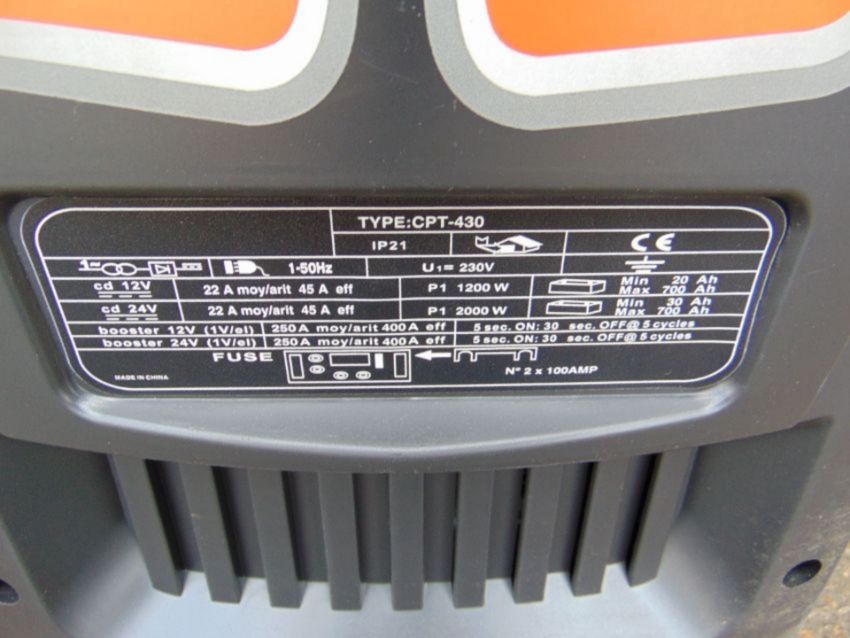 TYPE:CPT-430
IP21 CE
1~ 1·50Hz U1= 230V
cd 12V 22 A moy/arit 45 A eff P1 1200 W Min 20 Ah Max 700 Ah
cd 24V 22 A moy/arit 45 A eff P1 2000 W Min 30 Ah Max 700 Ah
booster 12V (1V/el) 250A moy/arit 400A eff 5 sec. ON: 30 sec. OFF@ 5 cycles
booster 24V (1V/el) 250A moy/arit 400A eff 5 sec. ON: 30 sec. OFF@ 5 cycles
FUSE
MADE IN CHINA N° 2 x 100AMP